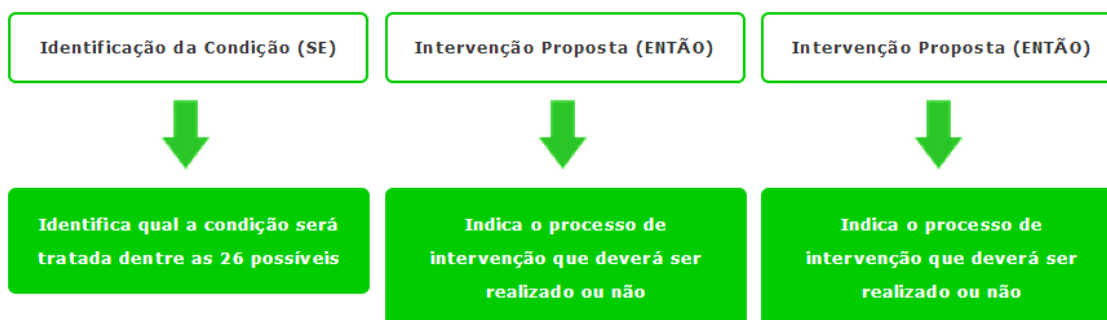 Identificação da Condição (SE)
Intervenção Proposta (ENTÃO)
Intervenção Proposta (ENTÃO)
Identifica qual a condição será
tratada dentre as 26 possíveis
Indica o processo de
intervenção que deverá ser
realizado ou não
Indica o processo de
intervenção que deverá ser
realizado ou não